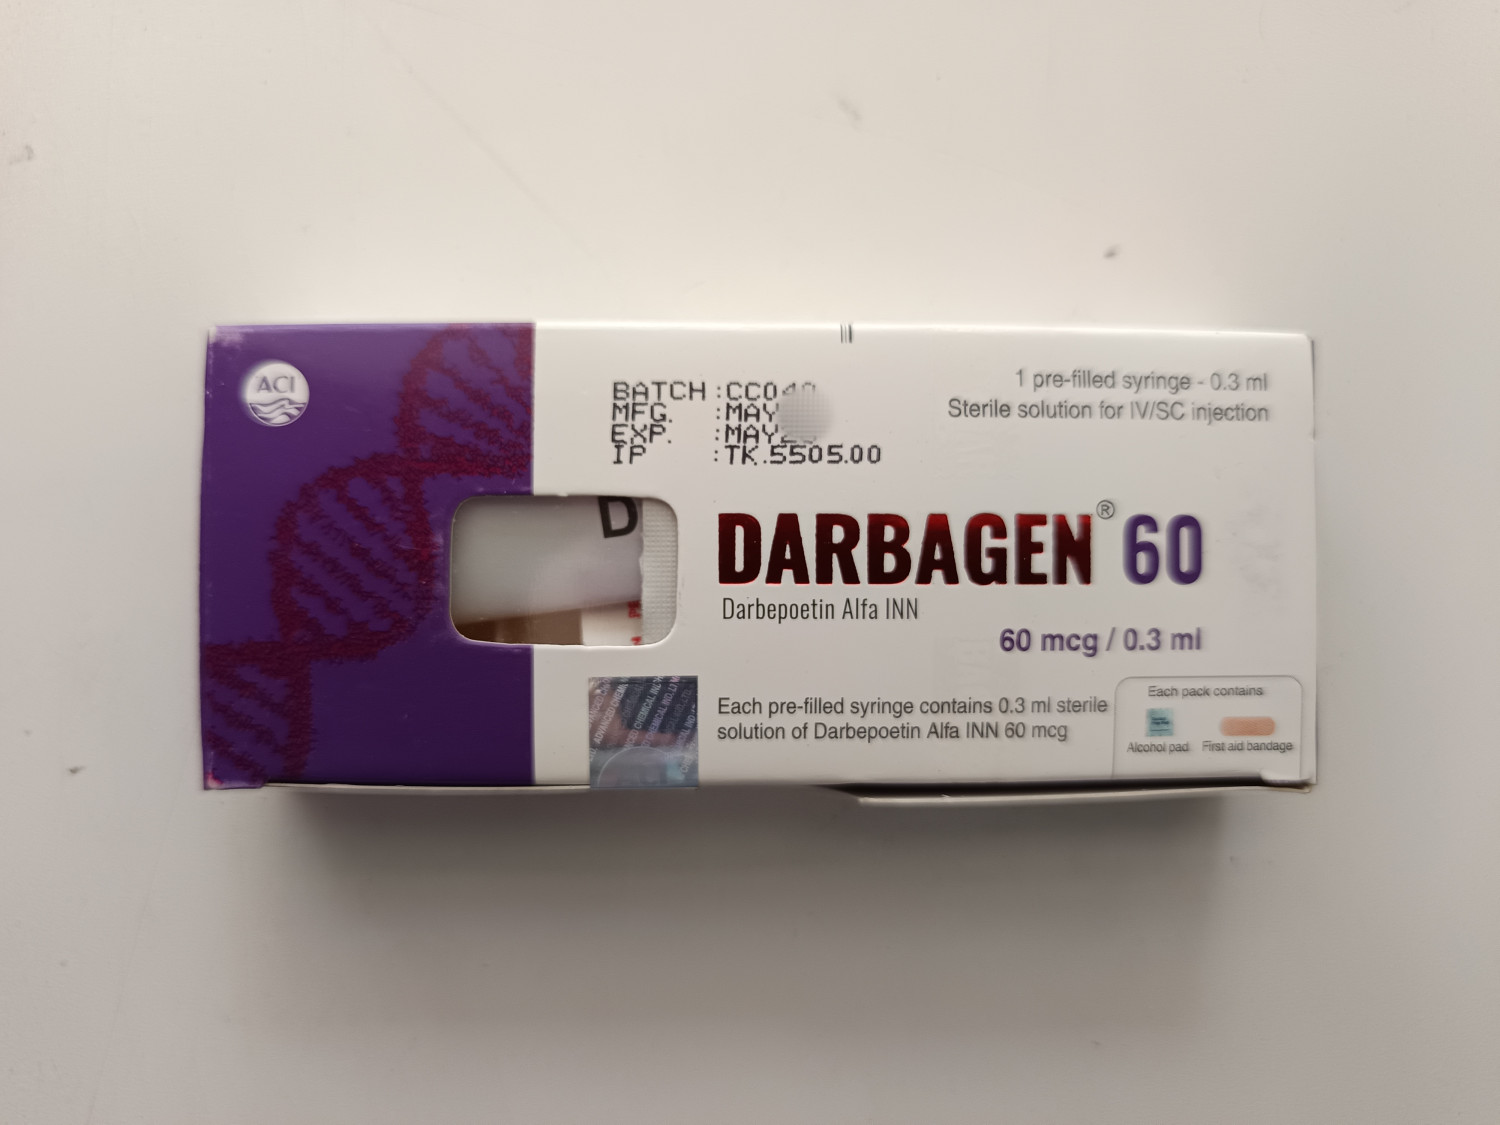 ACI
BATCH :CC04
MFG. :MAY
EXP. :MAY
IP :TK.5505.00
1 pre-filled syringe - 0.3 ml
Sterile solution for IV/SC injection
D
DARBAGEN® 60
Darbepoetin Alfa INN
60 mcg / 0.3 ml
Each pre-filled syringe contains 0.3 ml sterile
solution of Darbepoetin Alfa INN 60 mcg
Each pack contains
Alcohol pad First aid bandage